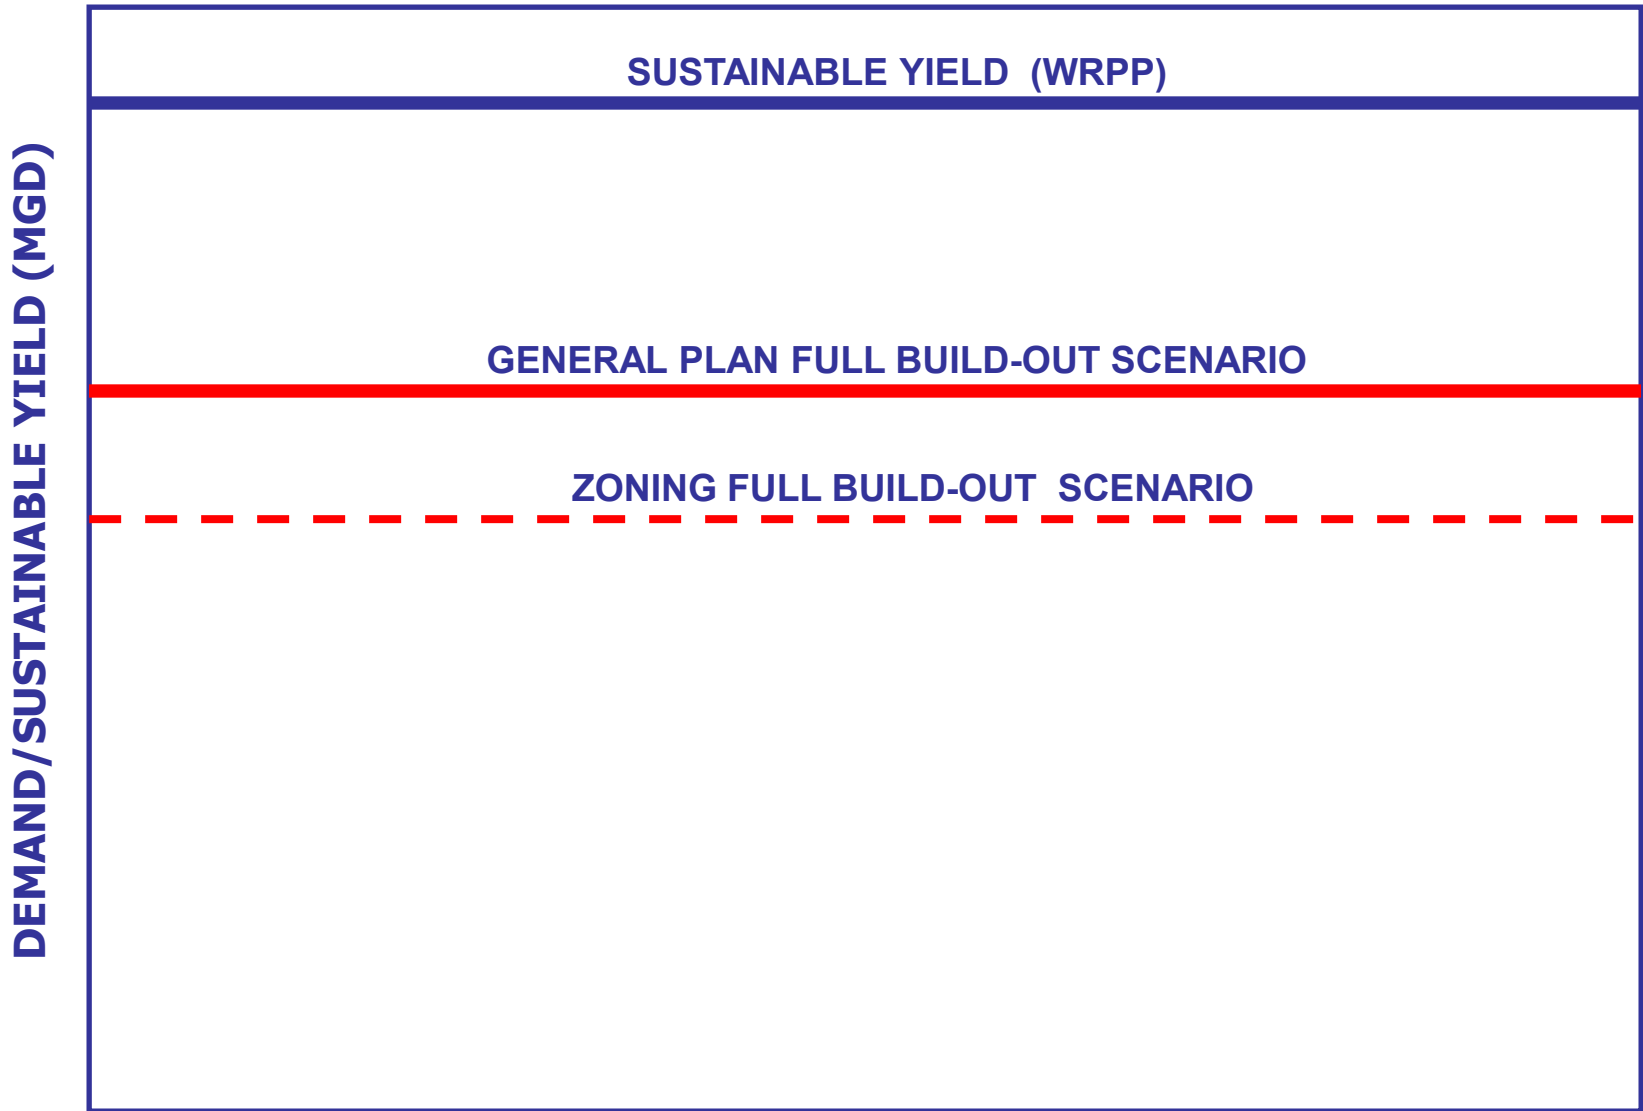 SUSTAINABLE YIELD  (WRPP)
GENERAL PLAN FULL BUILD-OUT SCENARIO
ZONING FULL BUILD-OUT  SCENARIO
DEMAND/SUSTAINABLE YIELD (MGD)